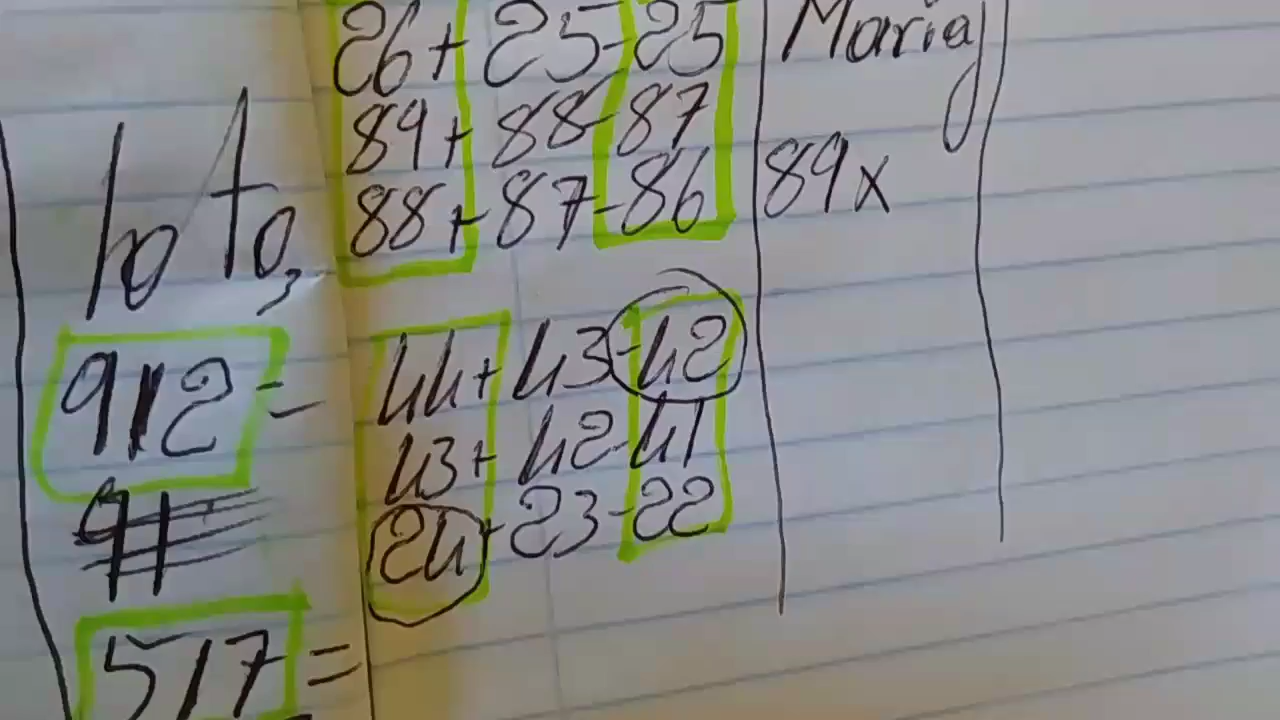 26+25-25
Maria
89+88-87
88+87-86
89x
loto,
44+43-42
912=
43+42-41
24+23-22
517=